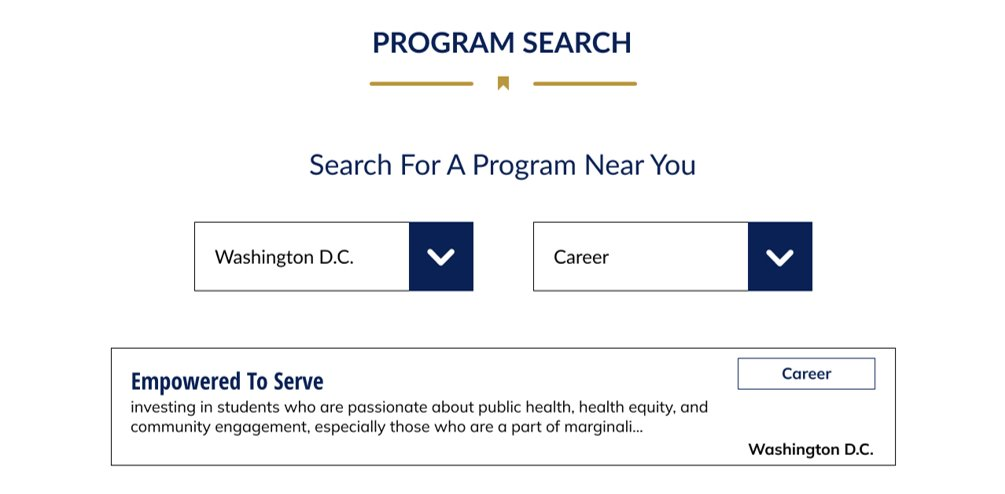 PROGRAM SEARCH
Search For A Program Near You
Washington D.C.
Career
Empowered To Serve
Career
investing in students who are passionate about public health, health equity, and
community engagement, especially those who are a part of marginali...
Washington D.C.